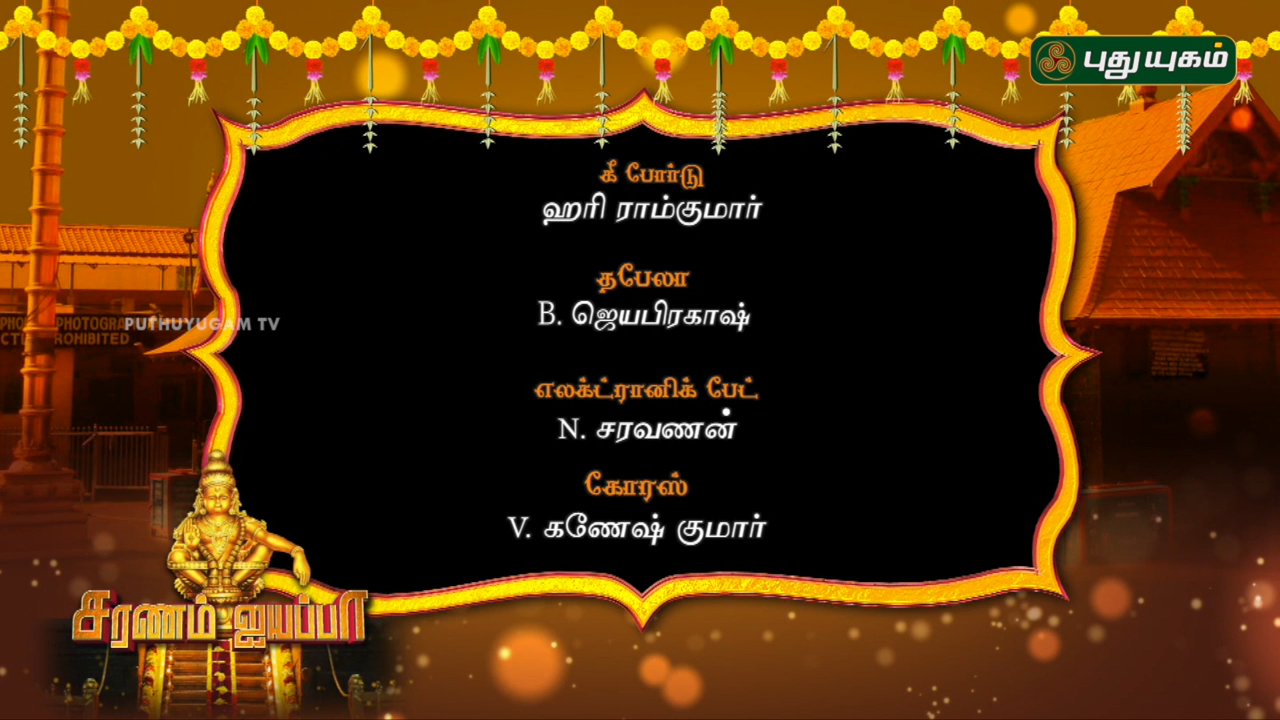 புதுயுகம்
கீ போர்டு
ஹரி ராம்குமார்
தபேலா
B. ஜெயபிரகாஷ்
PUTHUYUGAM TV
எலக்ட்ரானிக் பேட்
N. சரவணன்
கோரஸ்
V. கணேஷ் குமார்
சரணம் ஐயப்பா